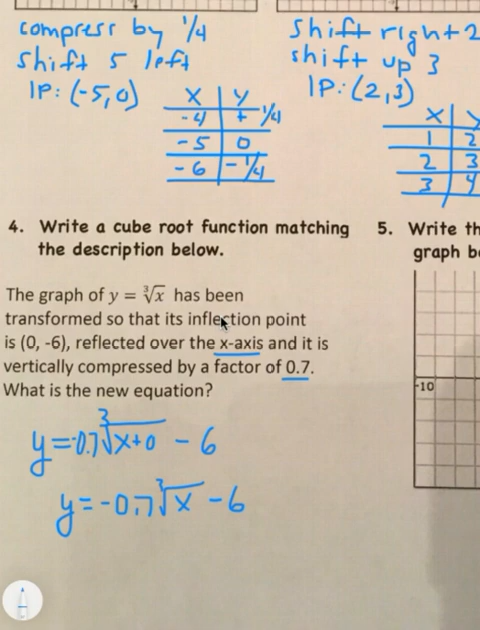 compress by 1/4
shift 5 left
IP: (-5,0)
x | y
-4 | + 1/4
-5 | 0
-6 | - 1/4
shift right 2
shift up 3
IP: (2,3)
x | y
1 | 2
2 | 3
3 | 4
4. Write a cube root function matching
the description below.
The graph of y = ∛x has been
transformed so that its inflection point
is (0, -6), reflected over the x-axis and it is
vertically compressed by a factor of 0.7.
What is the new equation?
y=-0.7∛x+0 - 6
y=-0.7∛x - 6
5. Write th
graph b
-10